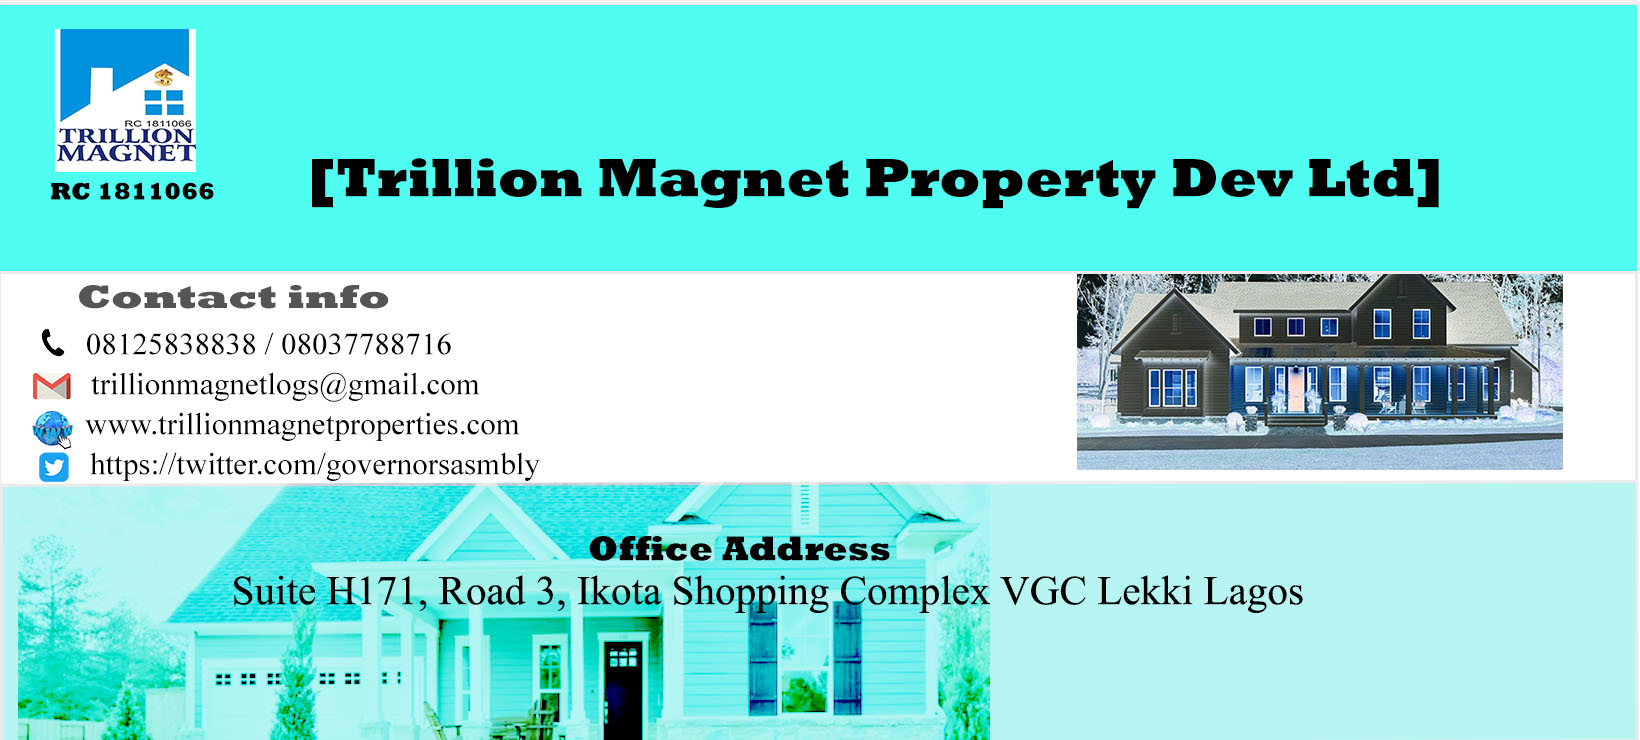 RC 1811066
TRILLION
MAGNET
RC 1811066
[Trillion Magnet Property Dev Ltd]
Contact info
08125838838 / 08037788716
trillionmagnetlogs@gmail.com
www.trillionmagnetproperties.com
https://twitter.com/governorsasmbly
Office Address
Suite H171, Road 3, Ikota Shopping Complex VGC Lekki Lagos